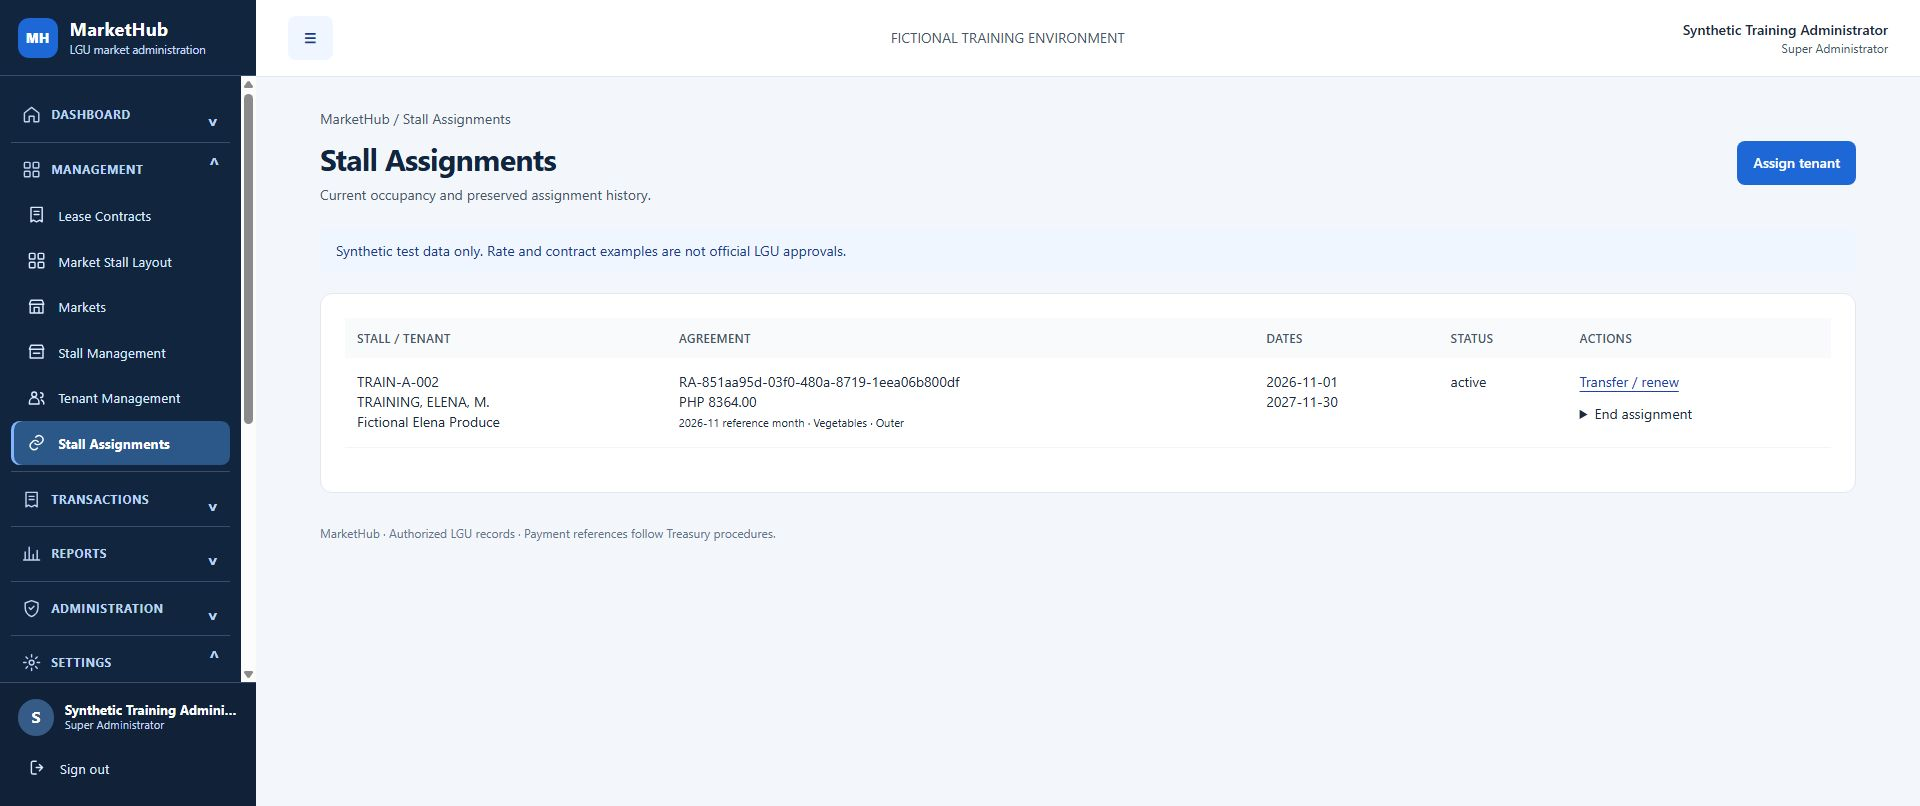 MH
MarketHub
LGU market administration
DASHBOARD
MANAGEMENT
Lease Contracts
Market Stall Layout
Markets
Stall Management
Tenant Management
Stall Assignments
TRANSACTIONS
REPORTS
ADMINISTRATION
SETTINGS
S
Synthetic Training Admini...
Super Administrator
Sign out
FICTIONAL TRAINING ENVIRONMENT
Synthetic Training Administrator
Super Administrator
MarketHub / Stall Assignments
Stall Assignments
Assign tenant
Current occupancy and preserved assignment history.
Synthetic test data only. Rate and contract examples are not official LGU approvals.
STALL / TENANT AGREEMENT DATES STATUS ACTIONS
TRAIN-A-002 RA-851aa95d-03f0-480a-8719-1eea06b800df 2026-11-01 active Transfer / renew
TRAINING, ELENA, M. PHP 8364.00 2027-11-30
End assignment
Fictional Elena Produce 2026-11 reference month · Vegetables · Outer
MarketHub · Authorized LGU records · Payment references follow Treasury procedures.